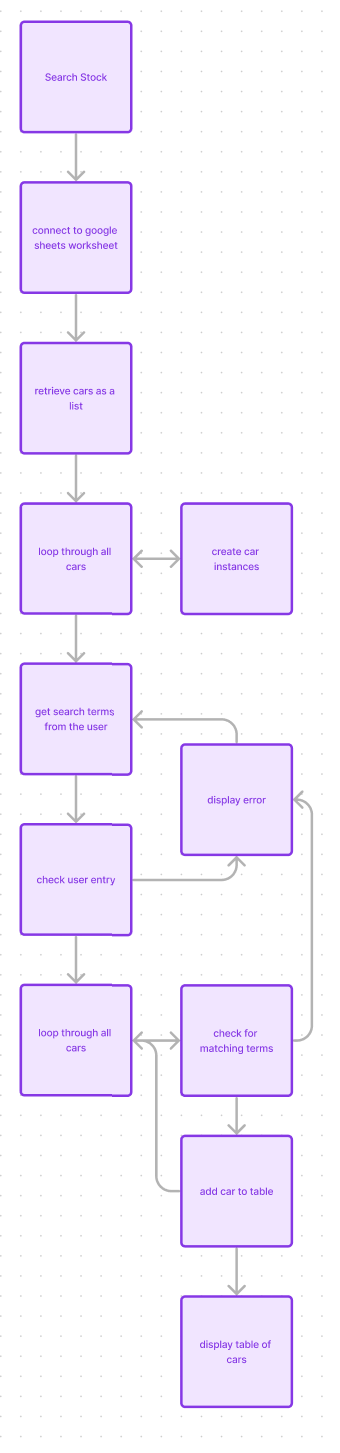 Search Stock
connect to google
sheets worksheet
retrieve cars as a
list
loop through all
cars
create car
instances
get search terms
from the user
display error
check user entry
loop through all
cars
check for
matching terms
add car to table
display table of
cars